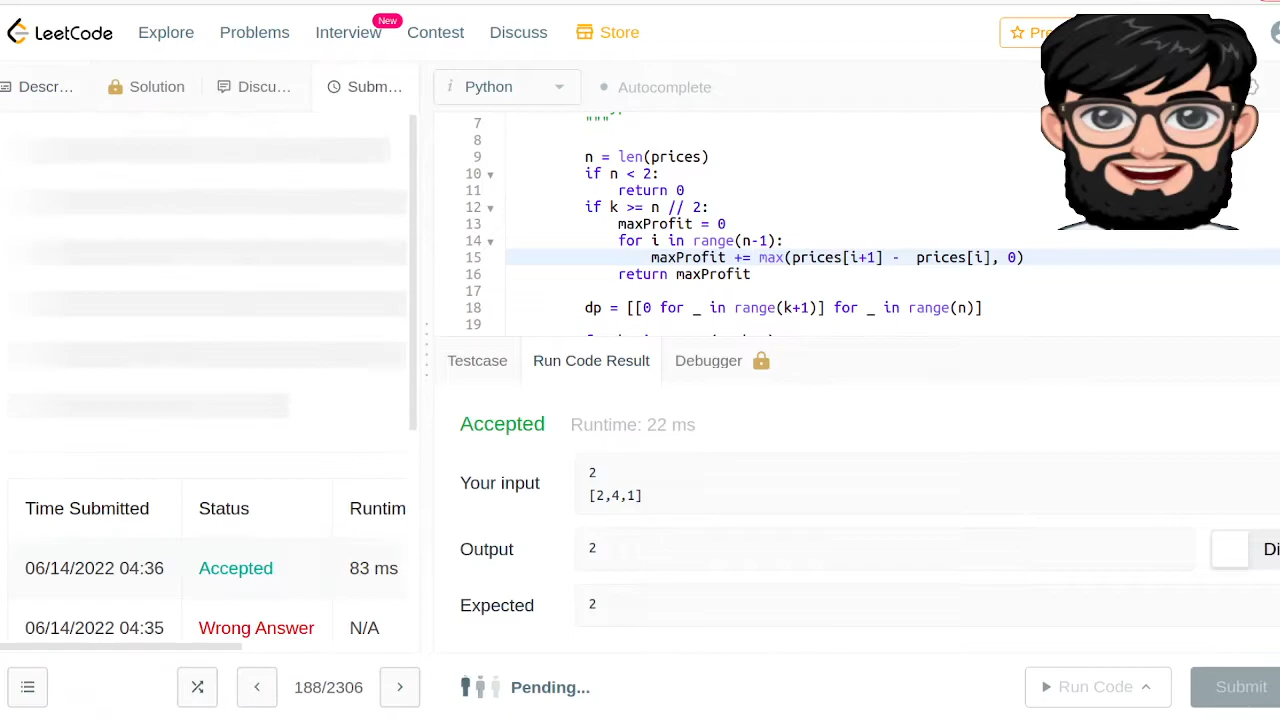 LeetCode Explore Problems Interview New Contest Discuss Store
Descr... Solution Discu... Subm... i Python Autocomplete
7 """
8
9 n = len(prices)
10 if n < 2:
11 return 0
12 if k >= n // 2:
13 maxProfit = 0
14 for i in range(n-1):
15 maxProfit += max(prices[i+1] -  prices[i], 0)
16 return maxProfit
17
18 dp = [[0 for _ in range(k+1)] for _ in range(n)]
19
Testcase Run Code Result Debugger
Accepted Runtime: 22 ms
Your input
2
[2,4,1]
Output 2
Expected 2
Time Submitted Status Runtim
06/14/2022 04:36 Accepted 83 ms
06/14/2022 04:35 Wrong Answer N/A
188/2306 Pending... Run Code Submit